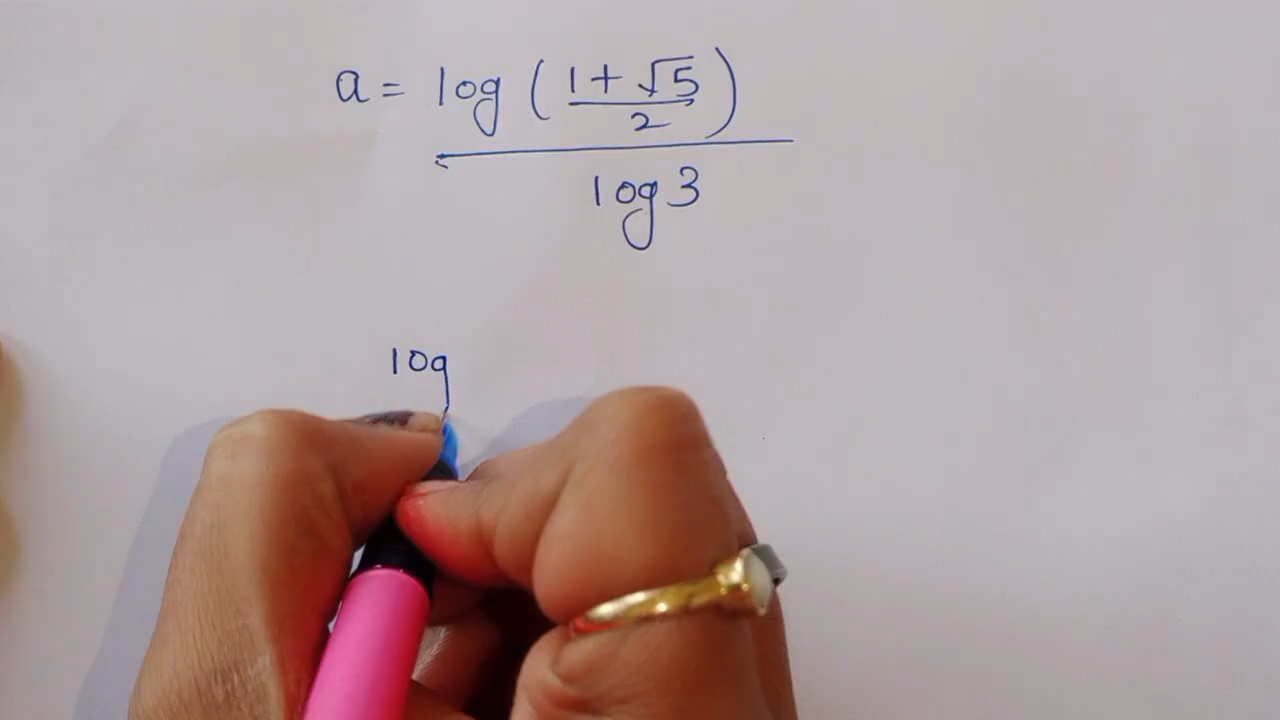 a = log ( 1 + √5 / 2 ) / log 3
log